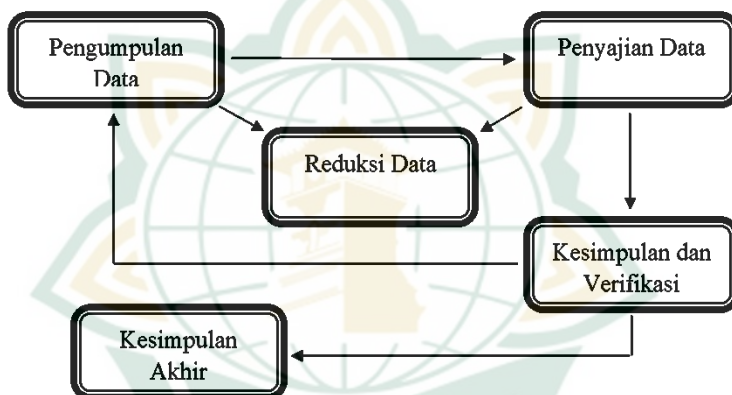 Pengumpulan
Data
Penyajian Data
Reduksi Data
Kesimpulan dan
Verifikasi
Kesimpulan
Akhir